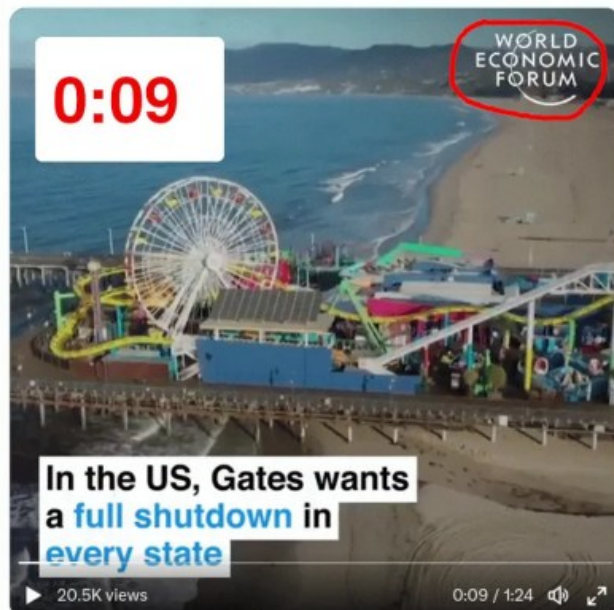 0:09
WORLD
ECONOMIC
FORUM
In the US, Gates wants
a full shutdown in
every state
20.5K views
0:09 / 1:24